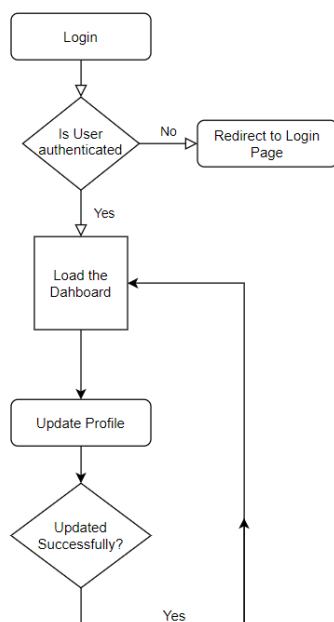 Login
Is User
authenticated
No
Redirect to Login
Page
Yes
Load the
Dahboard
Update Profile
Updated
Successfully?
Yes